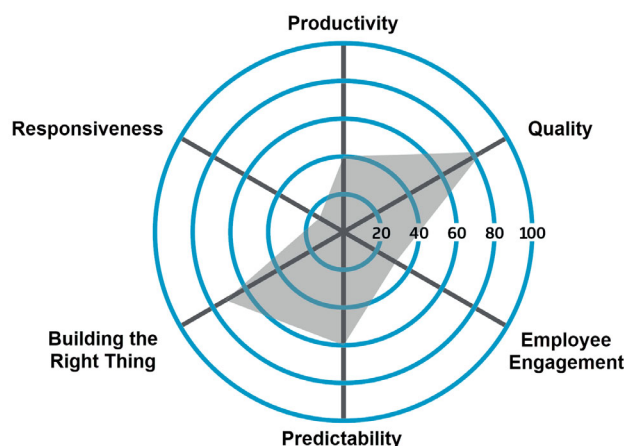 Productivity
Responsiveness
Quality
20 40 60 80 100
Building the
Right Thing
Employee
Engagement
Predictability